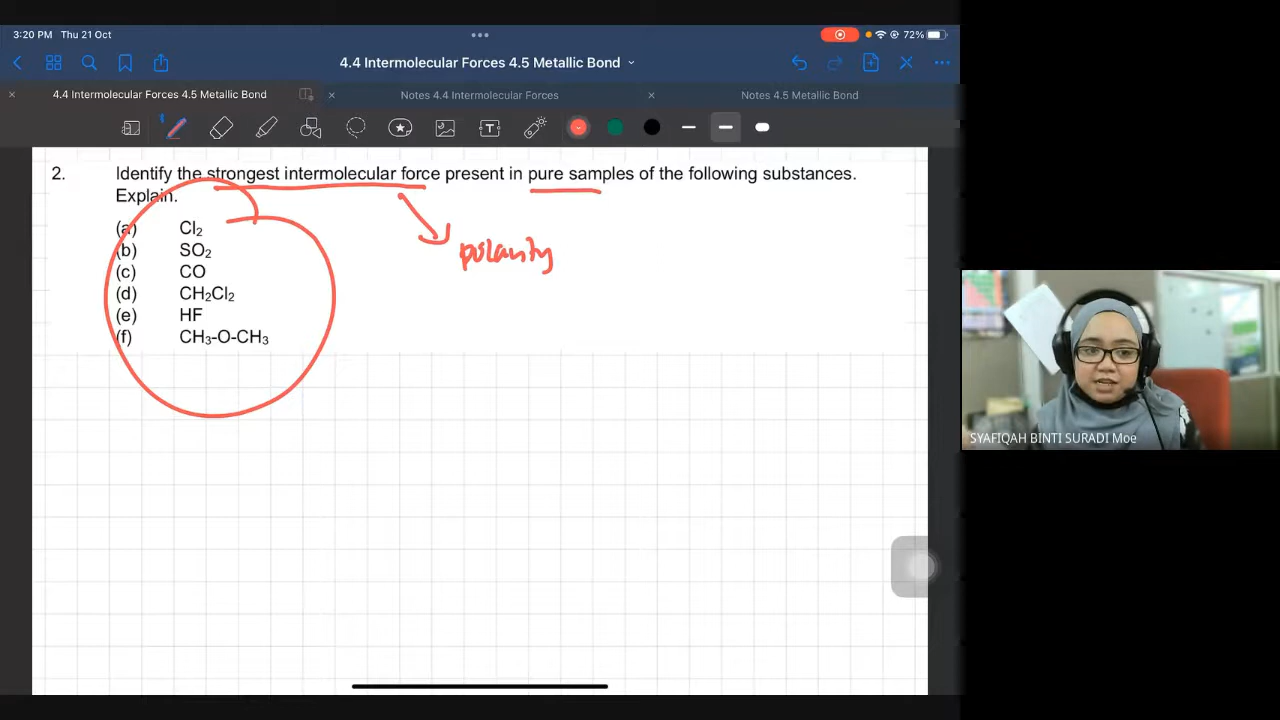 3:20 PM Thu 21 Oct
72%
4.4 Intermolecular Forces 4.5 Metallic Bond
4.4 Intermolecular Forces 4.5 Metallic Bond
Notes 4.4 Intermolecular Forces
Notes 4.5 Metallic Bond
2. Identify the strongest intermolecular force present in pure samples of the following substances.
Explain.
(a) Cl₂
(b) SO₂
(c) CO
(d) CH₂Cl₂
(e) HF
(f) CH₃-O-CH₃
polarity
SYAFIQAH BINTI SURADI Moe